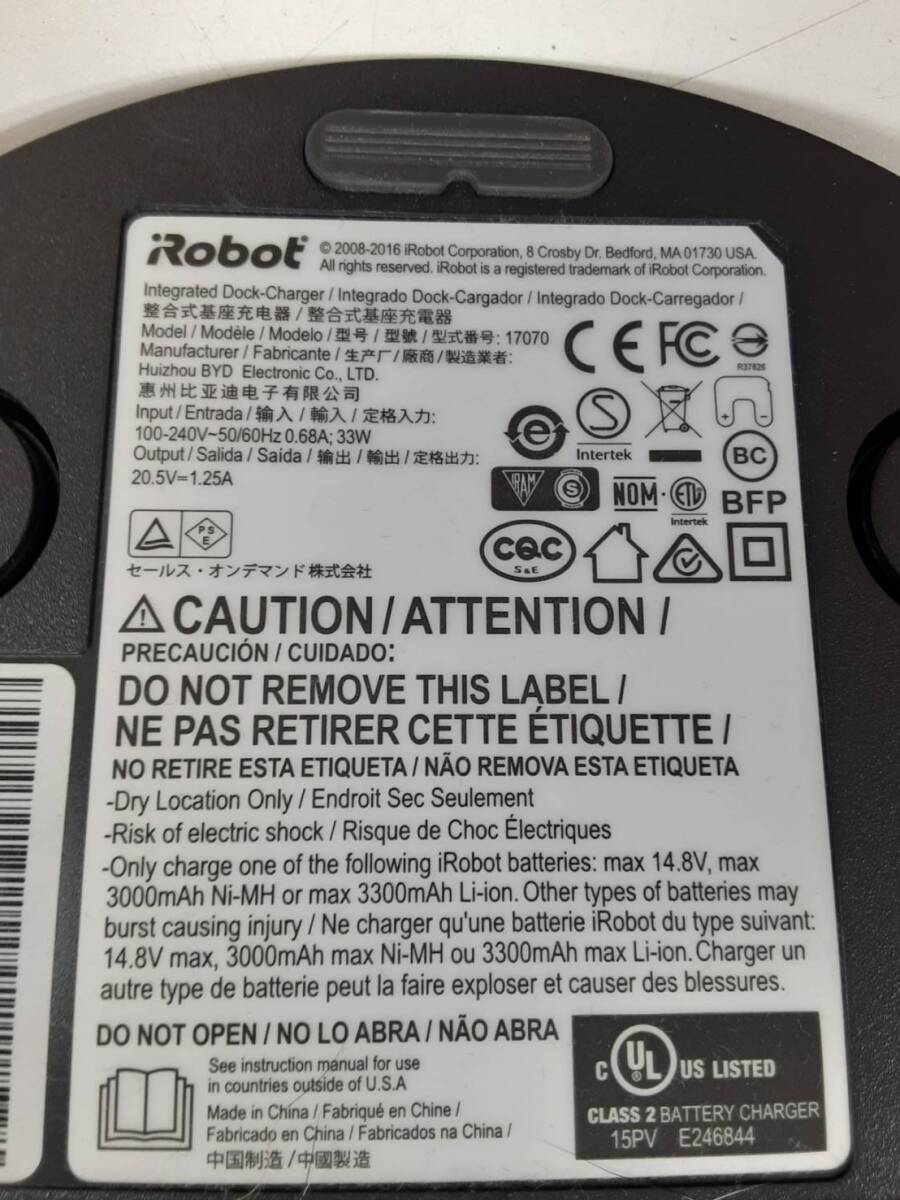 iRobot®
© 2008-2016 iRobot Corporation, 8 Crosby Dr. Bedford, MA 01730 USA.
All rights reserved. iRobot is a registered trademark of iRobot Corporation.
Integrated Dock-Charger / Integrado Dock-Cargador / Integrado Dock-Carregador /
整合式基座充电器 / 整合式基座充電器
Model / Modèle / Modelo / 型号 / 型號 / 型式番号: 17070
Manufacturer / Fabricante / 生产厂 / 廠商 / 製造業者:
Huizhou BYD Electronic Co., LTD.
惠州比亚迪电子有限公司
Input / Entrada / 输入 / 輸入 / 定格入力:
100-240V~50/60Hz 0.68A; 33W
Output / Salida / Saída / 输出 / 輸出 / 定格出力:
20.5V=1.25A
CE FC
R37826
e
S
Intertek
+ -
BC
IRAM S
NOM
ETL
Intertek
BFP
PS
E
セールス・オンデマンド株式会社
CQC
S&E
CAUTION / ATTENTION /
PRECAUCIÓN / CUIDADO:
DO NOT REMOVE THIS LABEL /
NE PAS RETIRER CETTE ÉTIQUETTE /
NO RETIRE ESTA ETIQUETA / NÃO REMOVA ESTA ETIQUETA
-Dry Location Only / Endroit Sec Seulement
-Risk of electric shock / Risque de Choc Électriques
-Only charge one of the following iRobot batteries: max 14.8V, max
3000mAh Ni-MH or max 3300mAh Li-ion. Other types of batteries may
burst causing injury / Ne charger qu'une batterie iRobot du type suivant:
14.8V max, 3000mAh max Ni-MH ou 3300mAh max Li-ion. Charger un
autre type de batterie peut la faire exploser et causer des blessures.
DO NOT OPEN / NO LO ABRA / NÃO ABRA
See instruction manual for use
in countries outside of U.S.A
Made in China / Fabriqué en Chine /
Fabricado en China / Fabricados na China /
中国制造 / 中國製造
C UL® US LISTED
CLASS 2 BATTERY CHARGER
15PV E246844